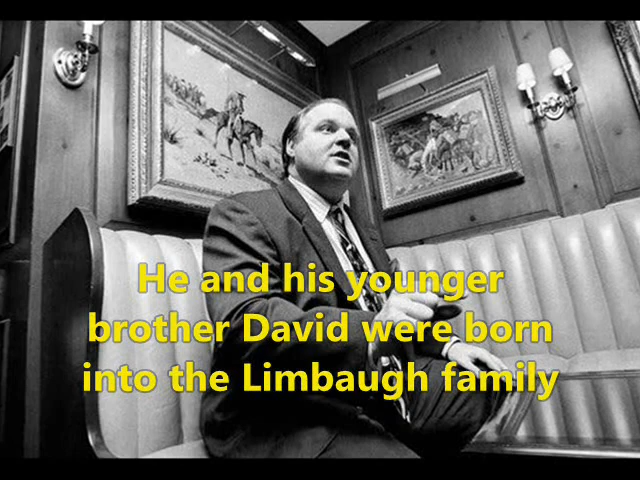 He and his younger
brother David were born
into the Limbaugh family